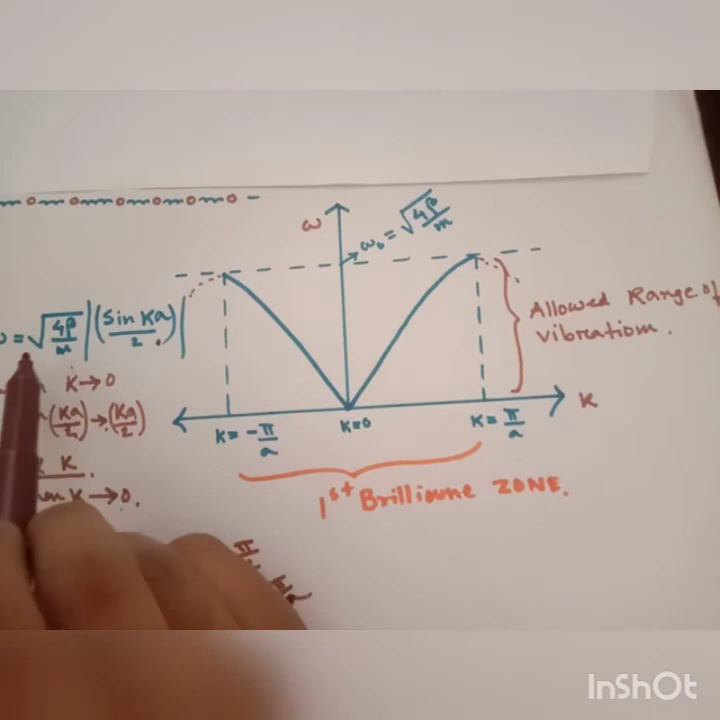 ω
ω₀ = √(4β/m)
ω = √(4β/m) |(Sin Ka/2)|
Allowed Range of
vibreation.
K→0
(Ka/2)→(Ka/2)
K
K→0.
K = -π/a
K=0
K = π/a
K
1st Brillioune ZONE.
InShOt